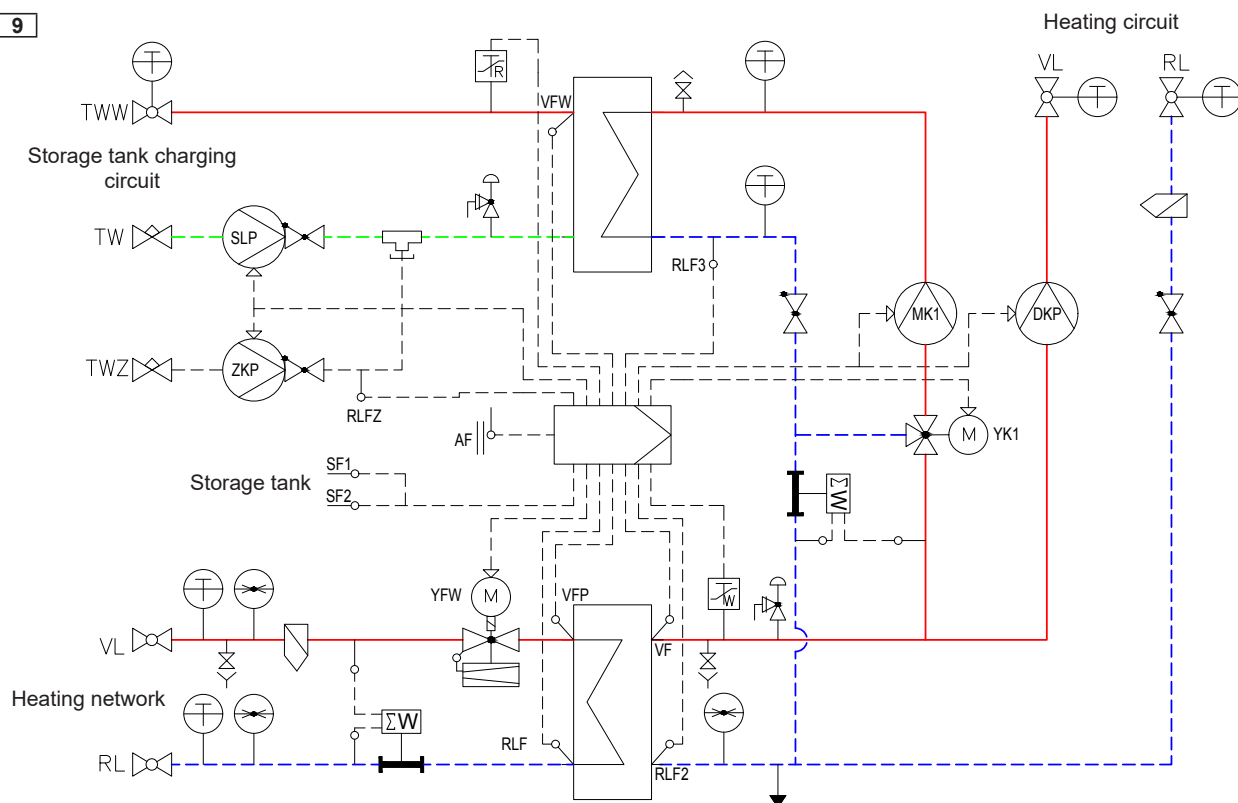 9
Heating circuit
VL
RL
T
T
T
T
R
TWW
VFW
Storage tank charging
circuit
T
TW
SLP
RLF3
MK1
DKP
TWZ
ZKP
RLFZ
AF
M
YK1
SF1
Storage tank
SF2
ΣW
YFW
M
VFP
T
W
VL
VF
Heating network
T
ΣW
RLF
RL
RLF2